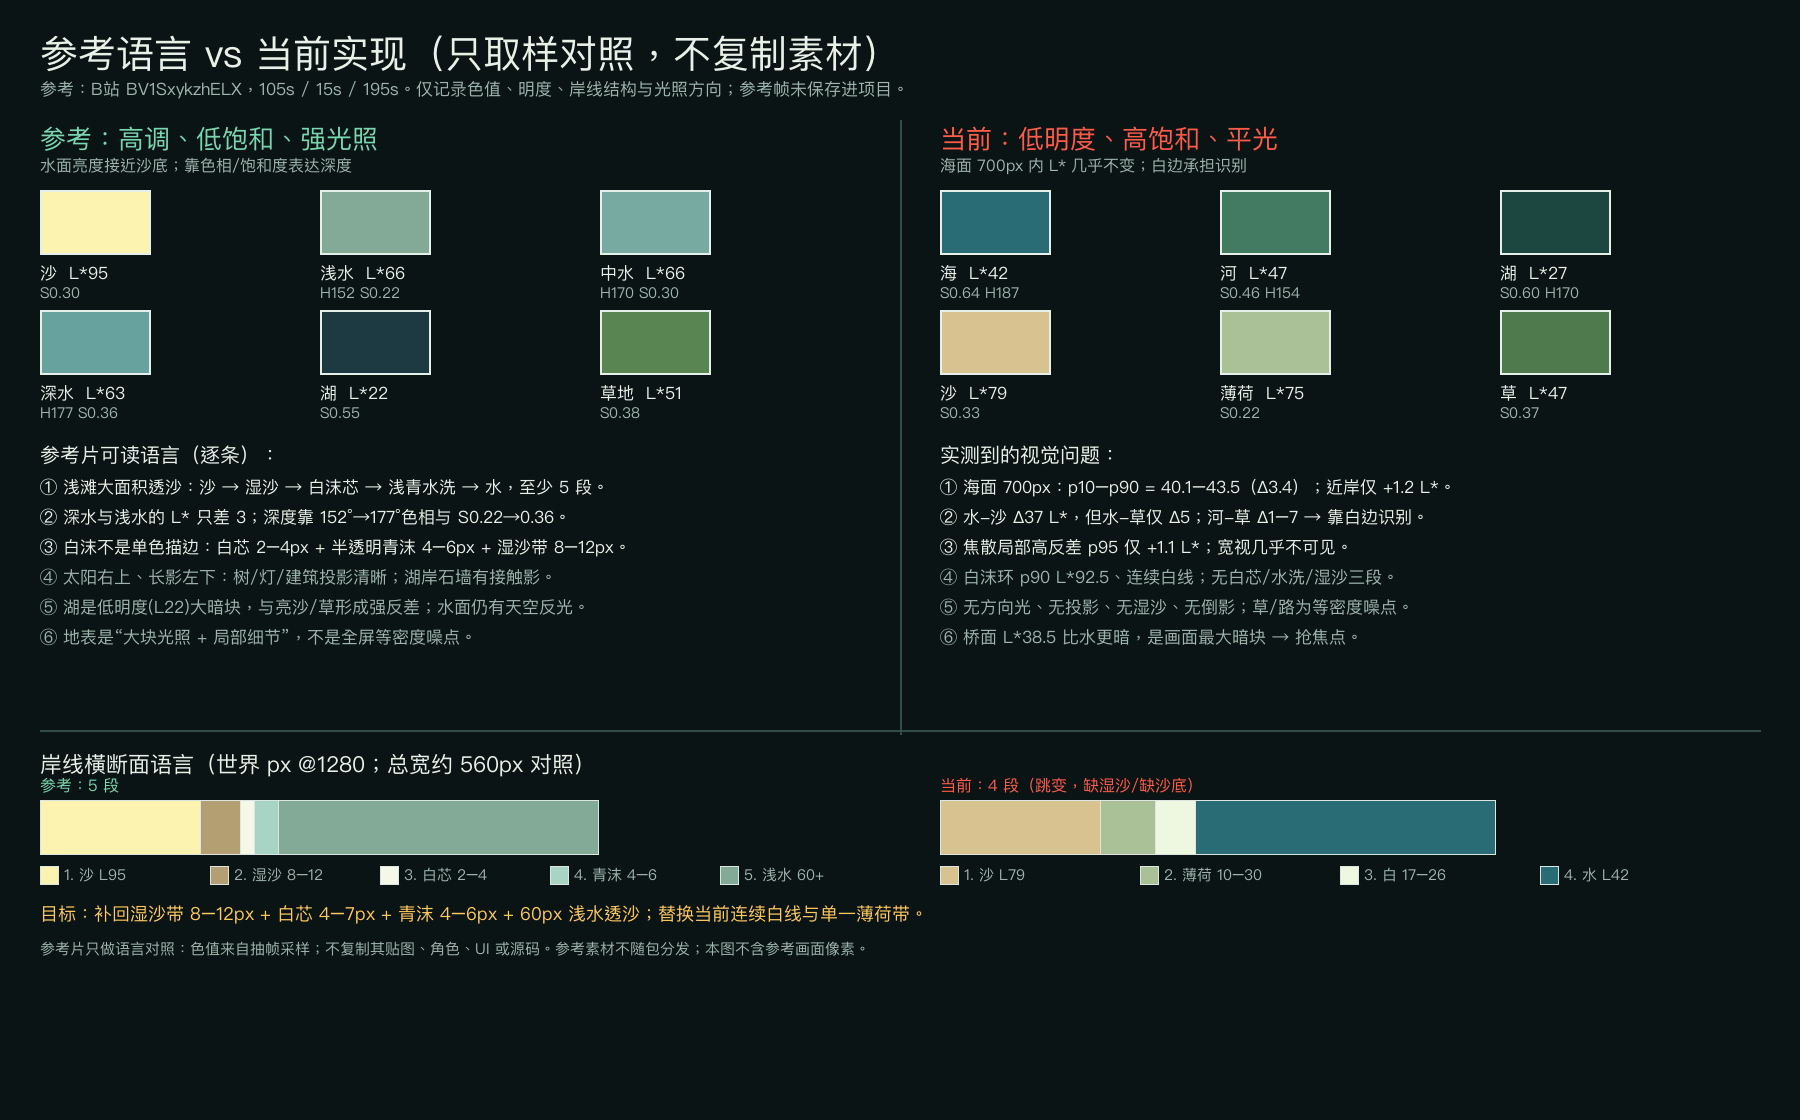 参考语言 vs 当前实现（只取样对照，不复制素材）
参考：B站 BV1SxykzhELX，105s / 15s / 195s。仅记录色值、明度、岸线结构与光照方向；参考帧未保存进项目。
参考：高调、低饱和、强光照
水面亮度接近沙底；靠色相/饱和度表达深度
沙 L*95
S0.30
浅水 L*66
H152 S0.22
中水 L*66
H170 S0.30
深水 L*63
H177 S0.36
湖 L*22
S0.55
草地 L*51
S0.38
参考片可读语言（逐条）：
① 浅滩大面积透沙：沙 → 湿沙 → 白沫芯 → 浅青水洗 → 水，至少 5 段。
② 深水与浅水的 L* 只差 3；深度靠 152°→177°色相与 S0.22→0.36。
③ 白沫不是单色描边：白芯 2–4px + 半透明青沫 4–6px + 湿沙带 8–12px。
④ 太阳右上、长影左下：树/灯/建筑投影清晰；湖岸石墙有接触影。
⑤ 湖是低明度(L22)大暗块，与亮沙/草形成强反差；水面仍有天空反光。
⑥ 地表是“大块光照 + 局部细节”，不是全屏等密度噪点。
当前：低明度、高饱和、平光
海面 700px 内 L* 几乎不变；白边承担识别
海 L*42
S0.64 H187
河 L*47
S0.46 H154
湖 L*27
S0.60 H170
沙 L*79
S0.33
薄荷 L*75
S0.22
草 L*47
S0.37
实测到的视觉问题：
① 海面 700px：p10–p90 = 40.1–43.5（Δ3.4）；近岸仅 +1.2 L*。
② 水–沙 Δ37 L*，但水–草仅 Δ5；河–草 Δ1–7 → 靠白边识别。
③ 焦散局部高反差 p95 仅 +1.1 L*；宽视几乎不可见。
④ 白沫环 p90 L*92.5、连续白线；无白芯/水洗/湿沙三段。
⑤ 无方向光、无投影、无湿沙、无倒影；草/路为等密度噪点。
⑥ 桥面 L*38.5 比水更暗，是画面最大暗块 → 抢焦点。
岸线横断面语言（世界 px @1280；总宽约 560px 对照）
参考：5 段
1. 沙 L95
2. 湿沙 8–12
3. 白芯 2–4
4. 青沫 4–6
5. 浅水 60+
当前：4 段（跳变，缺湿沙/缺沙底）
1. 沙 L79
2. 薄荷 10–30
3. 白 17–26
4. 水 L42
目标：补回湿沙带 8–12px + 白芯 4–7px + 青沫 4–6px + 60px 浅水透沙；替换当前连续白线与单一薄荷带。
参考片只做语言对照：色值来自抽帧采样；不复制其贴图、角色、UI 或源码。参考素材不随包分发；本图不含参考画面像素。